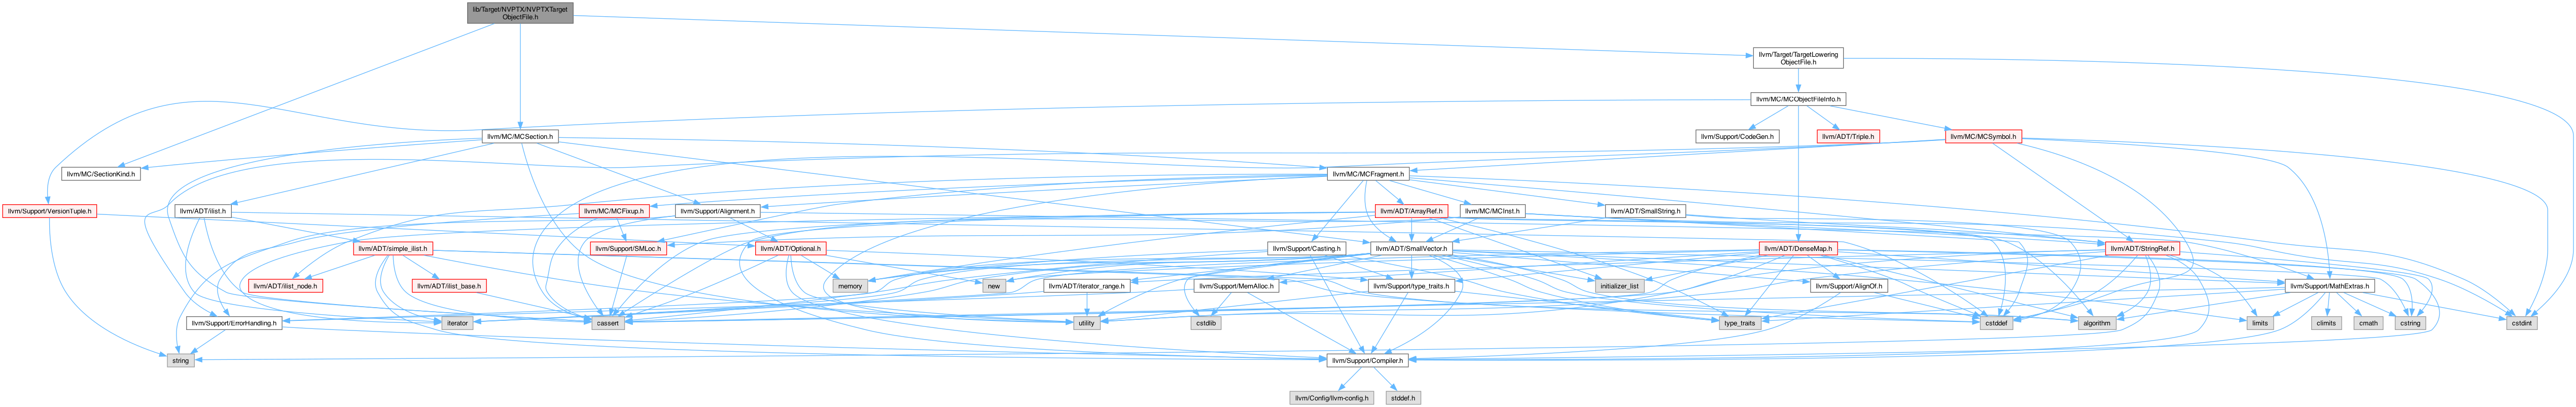 lib/Target/NVPTX/NVPTXTarget
ObjectFile.h
llvm/Target/TargetLowering
ObjectFile.h
llvm/MC/MCObjectFileInfo.h
llvm/MC/MCSection.h
llvm/Support/CodeGen.h
llvm/ADT/Triple.h
llvm/MC/MCSymbol.h
llvm/MC/SectionKind.h
llvm/MC/MCFragment.h
llvm/Support/VersionTuple.h
llvm/ADT/ilist.h
llvm/MC/MCFixup.h
llvm/Support/Alignment.h
llvm/ADT/ArrayRef.h
llvm/MC/MCInst.h
llvm/ADT/SmallString.h
llvm/ADT/simple_ilist.h
llvm/Support/SMLoc.h
llvm/ADT/Optional.h
llvm/Support/Casting.h
llvm/ADT/SmallVector.h
llvm/ADT/DenseMap.h
llvm/ADT/StringRef.h
llvm/ADT/ilist_node.h
llvm/ADT/ilist_base.h
memory
new
llvm/ADT/iterator_range.h
llvm/Support/MemAlloc.h
llvm/Support/type_traits.h
initializer_list
llvm/Support/AlignOf.h
llvm/Support/MathExtras.h
llvm/Support/ErrorHandling.h
iterator
cassert
utility
cstdlib
type_traits
cstddef
algorithm
limits
climits
cmath
cstring
cstdint
string
llvm/Support/Compiler.h
llvm/Config/llvm-config.h
stddef.h